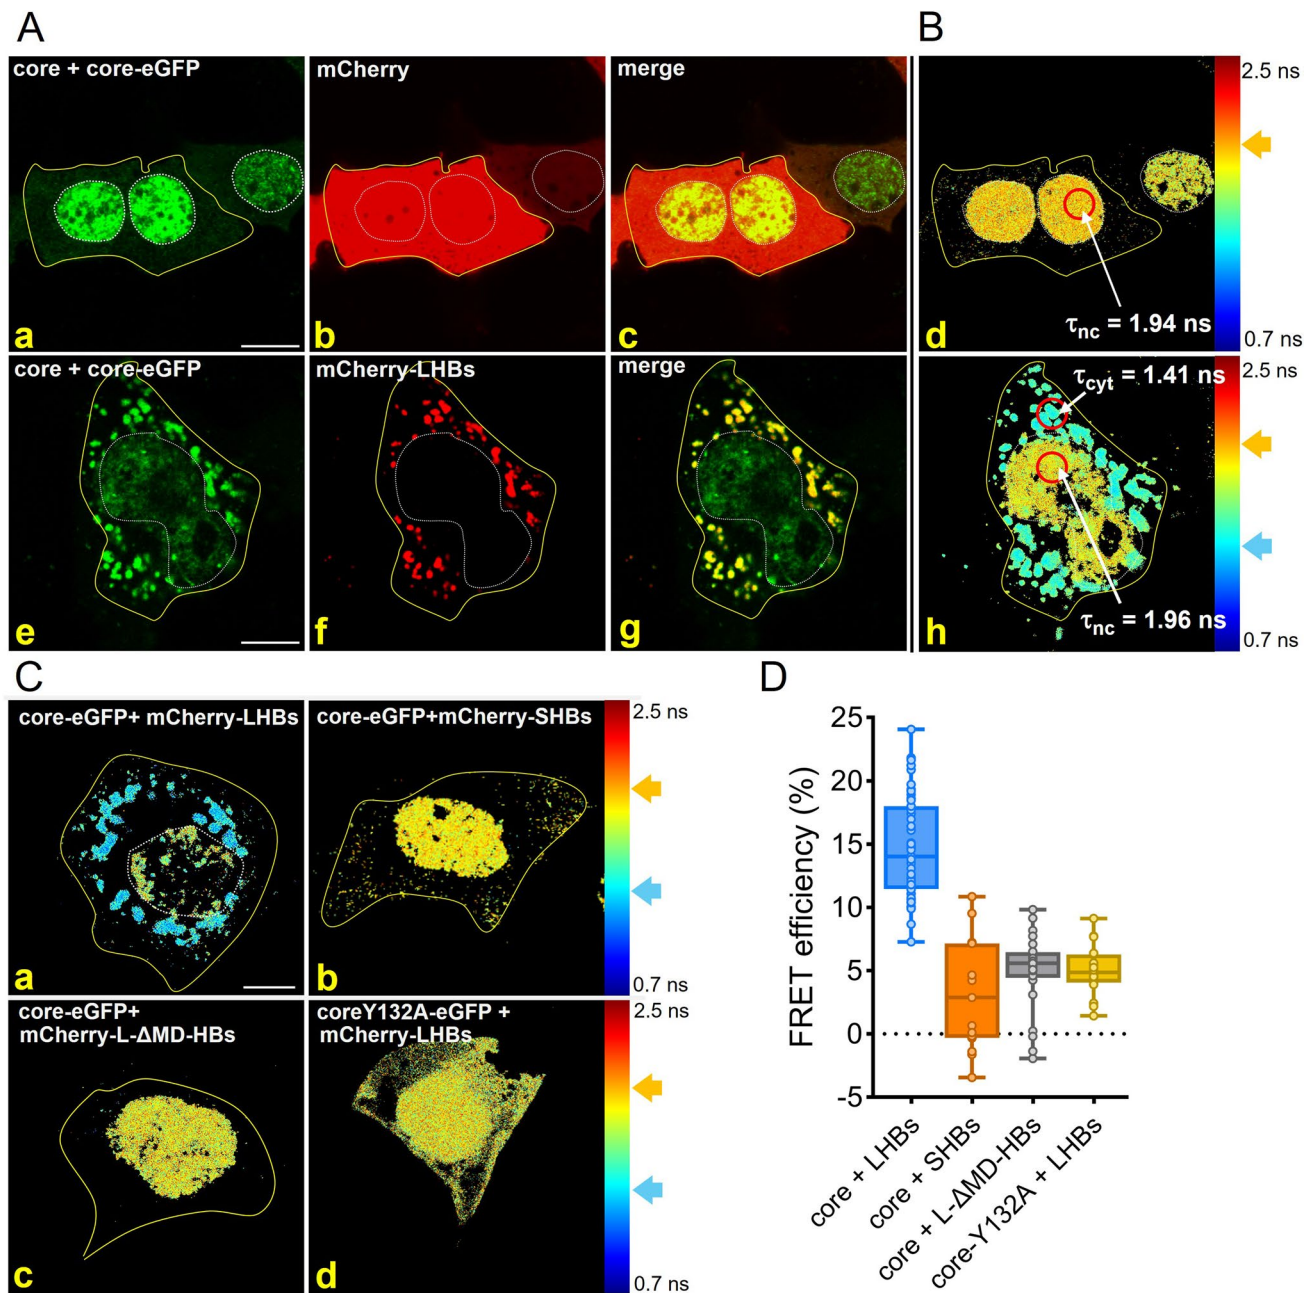 A
B
core + core-eGFP
mCherry
merge
2.5 ns
τnc = 1.94 ns
0.7 ns
a
b
c
d
core + core-eGFP
mCherry-LHBs
merge
2.5 ns
τcyt = 1.41 ns
τnc = 1.96 ns
0.7 ns
e
f
g
h
C
D
core-eGFP+ mCherry-LHBs
core-eGFP+mCherry-SHBs
2.5 ns
0.7 ns
a
b
core-eGFP+
mCherry-L-ΔMD-HBs
coreY132A-eGFP +
mCherry-LHBs
2.5 ns
0.7 ns
c
d
FRET efficiency (%)
25
20
15
10
5
0
-5
core + LHBs
core + SHBs
core + L-ΔMD-HBs
core-Y132A + LHBs